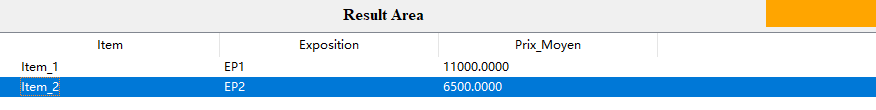 Result Area
Item Exposition Prix_Moyen
Item_1 EP1 11000.0000
Item_2 EP2 6500.0000